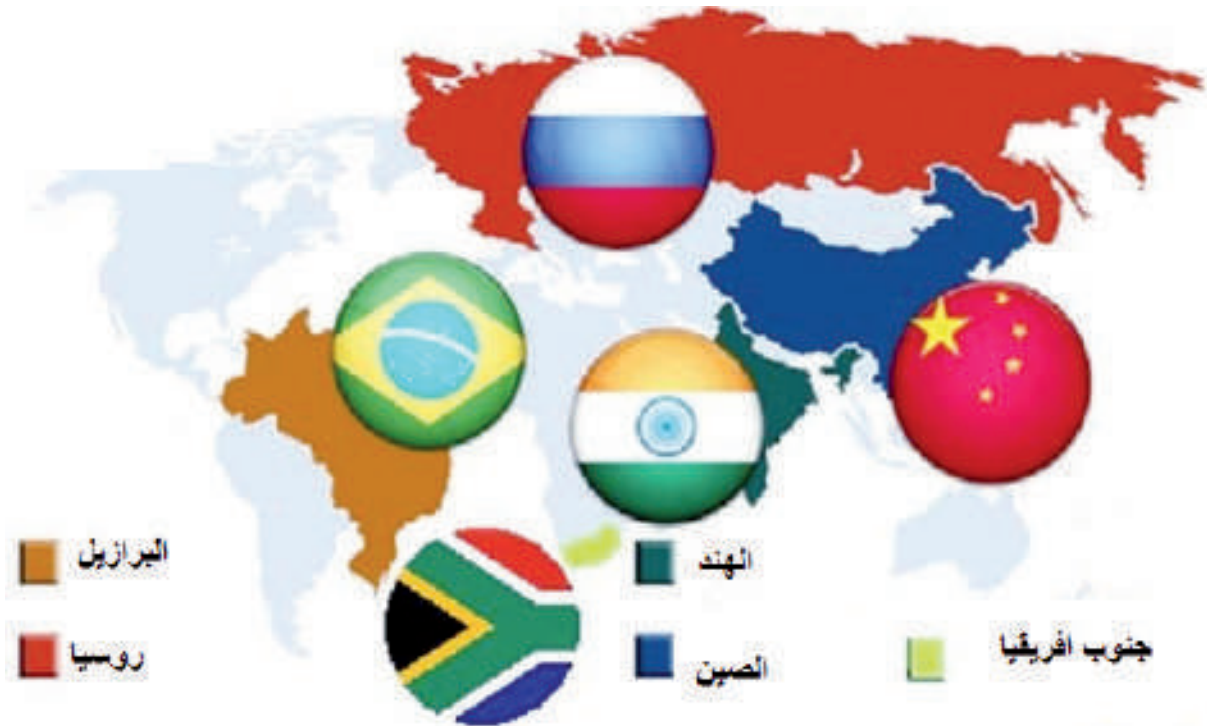 البرازيل
الهند
روسيا
الصين
جنوب افريقيا